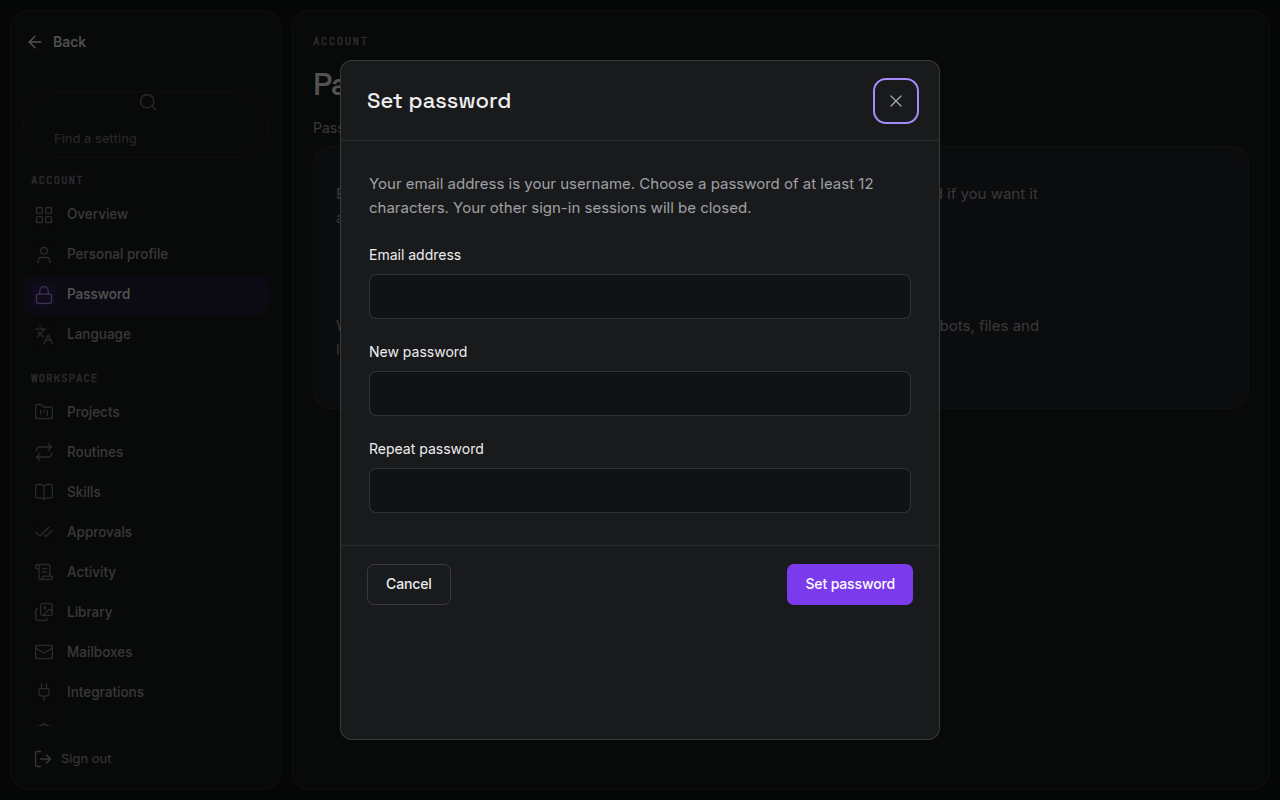 Back
Find a setting
ACCOUNT
Overview
Personal profile
Password
Language
WORKSPACE
Projects
Routines
Skills
Approvals
Activity
Library
Mailboxes
Integrations
Sign out
ACCOUNT
Set password
Your email address is your username. Choose a password of at least 12
characters. Your other sign-in sessions will be closed.
Email address
New password
Repeat password
Cancel
Set password
if you want it
bots, files and